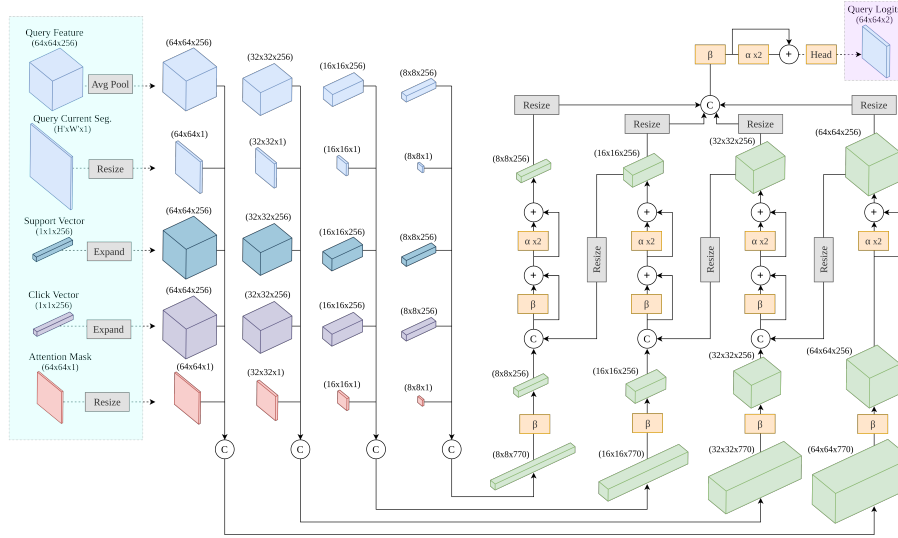 Query Feature
(64x64x256)
Avg Pool
(64x64x256)
(32x32x256)
(16x16x256)
(8x8x256)
Query Current Seg.
(H'xW'x1)
Resize
(64x64x1)
(32x32x1)
(16x16x1)
(8x8x1)
Support Vector
(1x1x256)
Expand
(64x64x256)
(32x32x256)
(16x16x256)
(8x8x256)
Click Vector
(1x1x256)
Expand
(64x64x256)
(32x32x256)
(16x16x256)
(8x8x256)
Attention Mask
(64x64x1)
Resize
(64x64x1)
(32x32x1)
(16x16x1)
(8x8x1)
C
C
C
C
Query Logit
(64x64x2)
β
α x2
+
Head
C
Resize
Resize
Resize
Resize
(8x8x256)
(16x16x256)
(32x32x256)
(64x64x256)
+
+
+
+
α x2
α x2
α x2
α x2
Resize
Resize
Resize
+
+
+
β
β
β
C
C
C
(8x8x256)
(16x16x256)
(32x32x256)
(64x64x256)
β
β
β
β
(8x8x770)
(16x16x770)
(32x32x770)
(64x64x770)